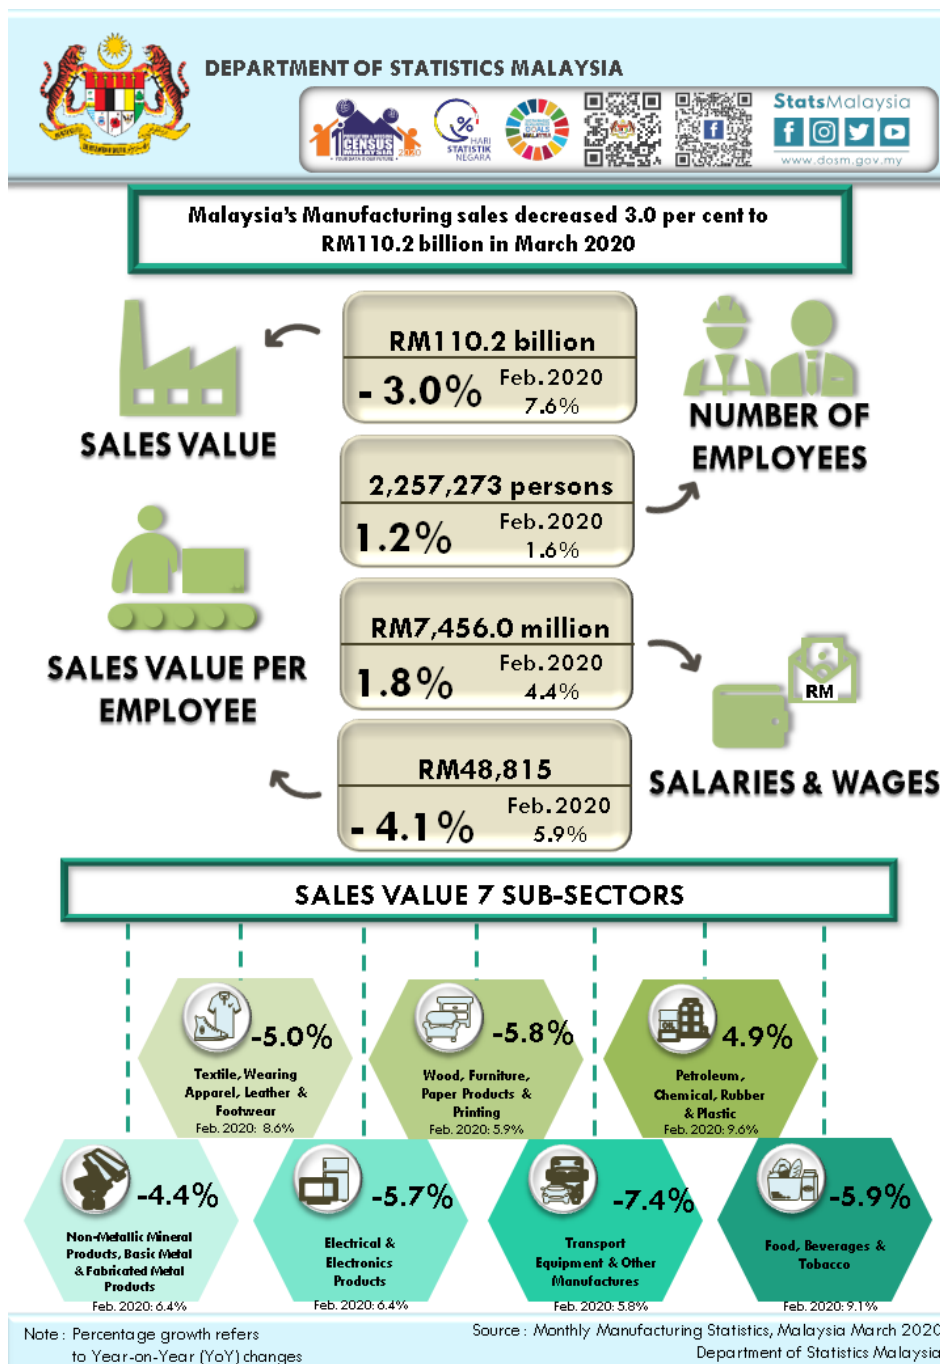 DEPARTMENT OF STATISTICS MALAYSIA
CENSUS
MALAYSIA 2020
HARI
STATISTIK
NEGARA
GOALS
StatsMalaysia
www.dosm.gov.my
Malaysia's Manufacturing sales decreased 3.0 per cent to
RM110.2 billion in March 2020
SALES VALUE
RM110.2 billion
- 3.0%
Feb.2020
7.6%
NUMBER OF
EMPLOYEES
2,257,273 persons
1.2%
Feb.2020
1.6%
SALES VALUE PER
EMPLOYEE
RM7,456.0 million
1.8%
Feb.2020
4.4%
RM
SALARIES & WAGES
RM48,815
- 4.1%
Feb.2020
5.9%
SALES VALUE 7 SUB-SECTORS
-5.0%
Textile, Wearing
Apparel, Leather &
Footwear
Feb. 2020: 8.6%
-5.8%
Wood, Furniture,
Paper Products &
Printing
Feb. 2020: 5.9%
OIL
4.9%
Petroleum,
Chemical, Rubber
& Plastic
Feb. 2020: 9.6%
-4.4%
Non-Metallic Mineral
Products, Basic Metal
& Fabricated Metal
Products
Feb. 2020: 6.4%
-5.7%
Electrical &
Electronics
Products
Feb. 2020: 6.4%
-7.4%
Transport
Equipment & Other
Manufactures
Feb. 2020: 5.8%
-5.9%
Food, Beverages &
Tobacco
Feb. 2020: 9.1%
Note : Percentage growth refers
to Year-on-Year (YoY) changes
Source : Monthly Manufacturing Statistics, Malaysia March 2020
Department of Statistics Malaysia